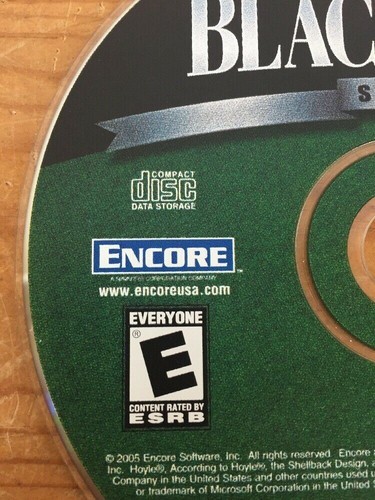 BLAC
S
COMPACT
disc
DATA STORAGE
ENCORE™
A NAVARRE CORPORATION COMPANY
www.encoreusa.com
EVERYONE
®
E
CONTENT RATED BY
ESRB
© 2005 Encore Software, Inc. All rights reserved. Encore
Inc. Hoyle®, According to Hoyle®, the Shellback Design, a
Company in the United States and other countries used u
or trademark of Microsoft Corporation in the United S